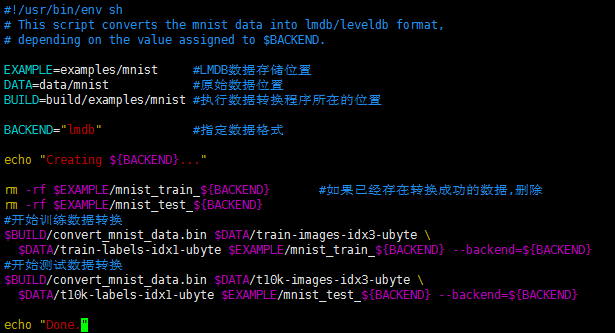 #!/usr/bin/env sh
# This script converts the mnist data into lmdb/leveldb format,
# depending on the value assigned to $BACKEND.
EXAMPLE=examples/mnist #LMDB数据存储位置
DATA=data/mnist #原始数据位置
BUILD=build/examples/mnist #执行数据转换程序所在的位置
BACKEND="lmdb" #指定数据格式
echo "Creating ${BACKEND}..."
rm -rf $EXAMPLE/mnist_train_${BACKEND} #如果已经存在转换成功的数据,删除
rm -rf $EXAMPLE/mnist_test_${BACKEND}
#开始训练数据转换
$BUILD/convert_mnist_data.bin $DATA/train-images-idx3-ubyte \
$DATA/train-labels-idx1-ubyte $EXAMPLE/mnist_train_${BACKEND} --backend=${BACKEND}
#开始测试数据转换
$BUILD/convert_mnist_data.bin $DATA/t10k-images-idx3-ubyte \
$DATA/t10k-labels-idx1-ubyte $EXAMPLE/mnist_test_${BACKEND} --backend=${BACKEND}
echo "Done."